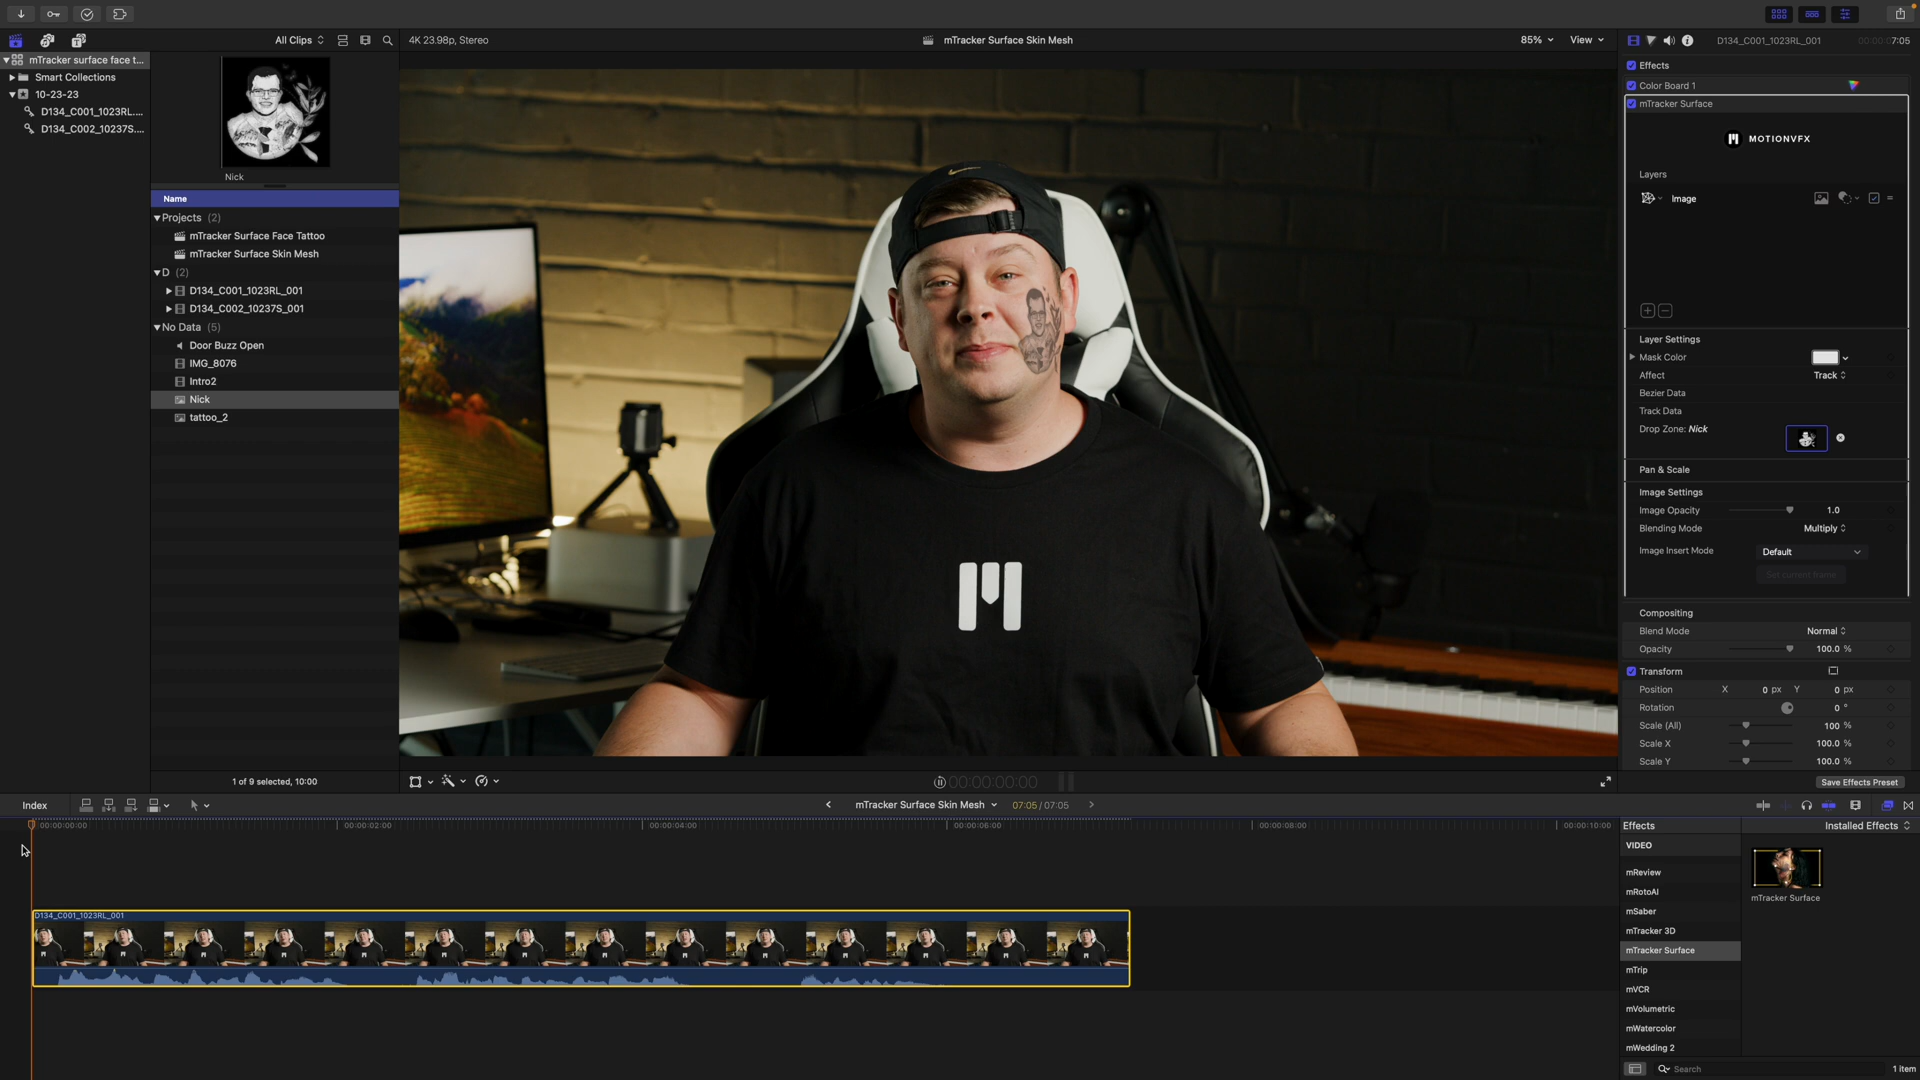 All Clips
4K 23.98p, Stereo
mTracker Surface Skin Mesh
85%
View
D134_C001_1023RL_001
7:05
mTracker surface face t...
Smart Collections
10-23-23
D134_C001_1023RL....
D134_C002_10237S....
Nick
Name
Projects (2)
mTracker Surface Face Tattoo
mTracker Surface Skin Mesh
D (2)
D134_C001_1023RL_001
D134_C002_10237S_001
No Data (5)
Door Buzz Open
IMG_8076
Intro2
Nick
tattoo_2
1 of 9 selected, 10:00
Effects
Color Board 1
mTracker Surface
MOTIONVFX
Layers
Image
Layer Settings
Mask Color
Affect
Track
Bezier Data
Track Data
Drop Zone: Nick
Pan & Scale
Image Settings
Image Opacity 1.0
Blending Mode Multiply
Image Insert Mode Default
Set current frame
Compositing
Blend Mode Normal
Opacity 100.0 %
Transform
Position X 0 px Y 0 px
Rotation 0 °
Scale (All) 100 %
Scale X 100.0 %
Scale Y 100.0 %
Save Effects Preset
00:00:00:00
Index
mTracker Surface Skin Mesh
07:05 / 07:05
00:00:00:00
00:00:02:00
00:00:04:00
00:00:06:00
00:00:08:00
00:00:10:00
D134_C001_1023RL_001
Effects
Installed Effects
VIDEO
mReview
mRotoAI
mSaber
mTracker 3D
mTracker Surface
mTrip
mVCR
mVolumetric
mWatercolor
mWedding 2
mTracker Surface
Search
1 item